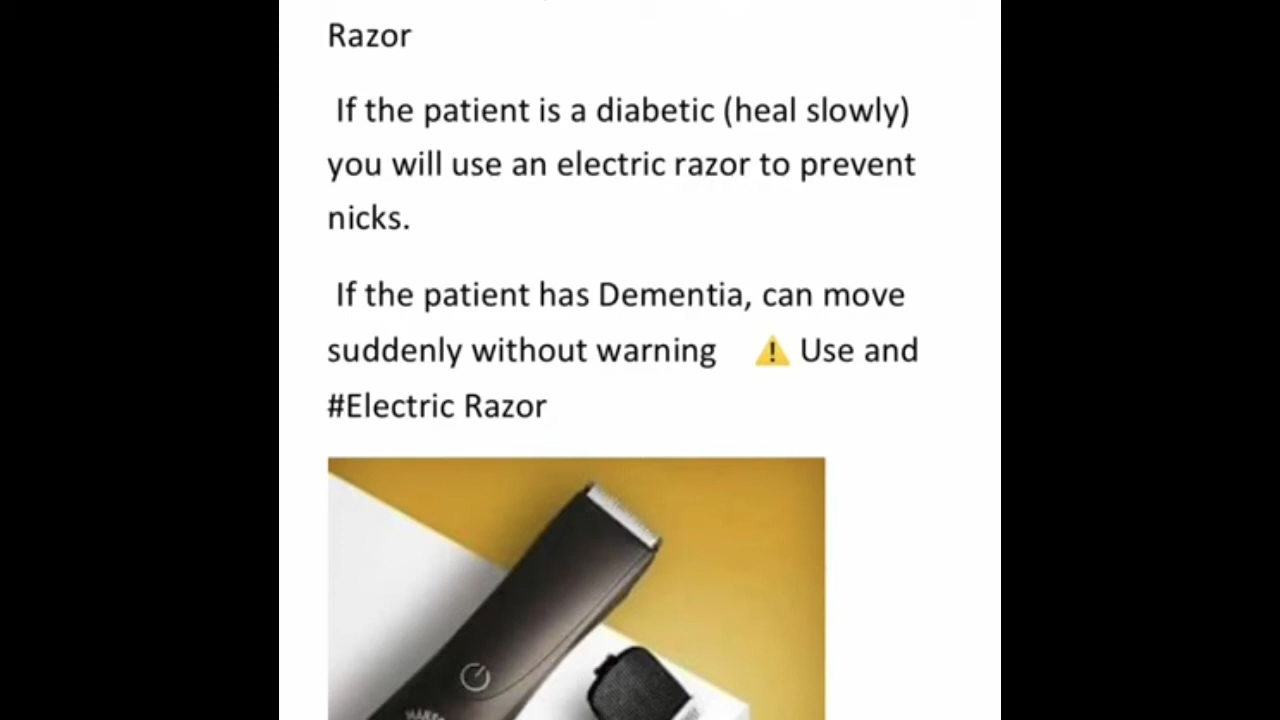 Razor
If the patient is a diabetic (heal slowly)
you will use an electric razor to prevent
nicks.
If the patient has Dementia, can move
suddenly without warning ⚠️ Use and
#Electric Razor